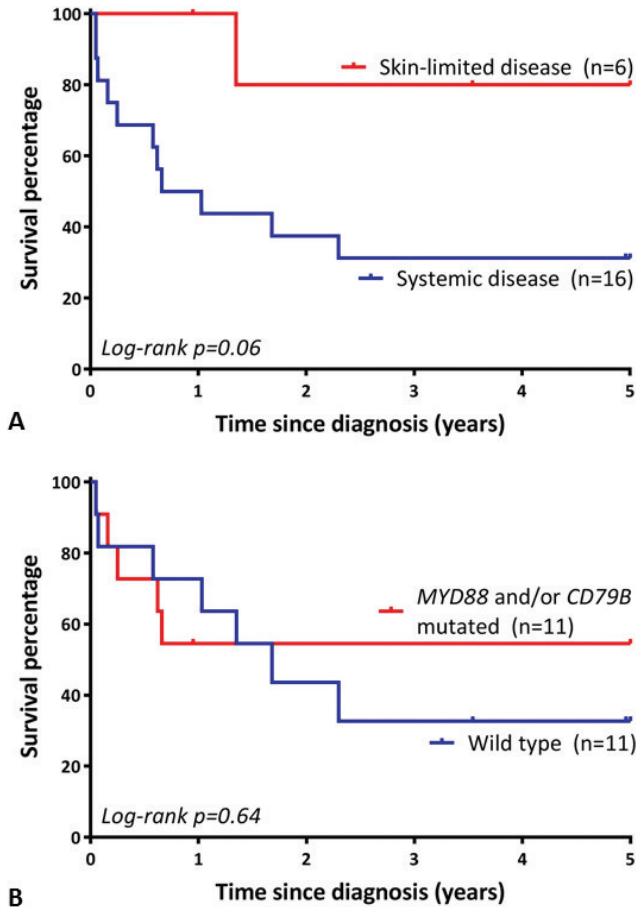 100
80
60
40
20
0
Survival percentage
Skin-limited disease (n=6)
Systemic disease (n=16)
Log-rank p=0.06
0 1 2 3 4 5
Time since diagnosis (years)
A
100
80
60
40
20
0
Survival percentage
MYD88 and/or CD79B
mutated (n=11)
Wild type (n=11)
Log-rank p=0.64
0 1 2 3 4 5
Time since diagnosis (years)
B